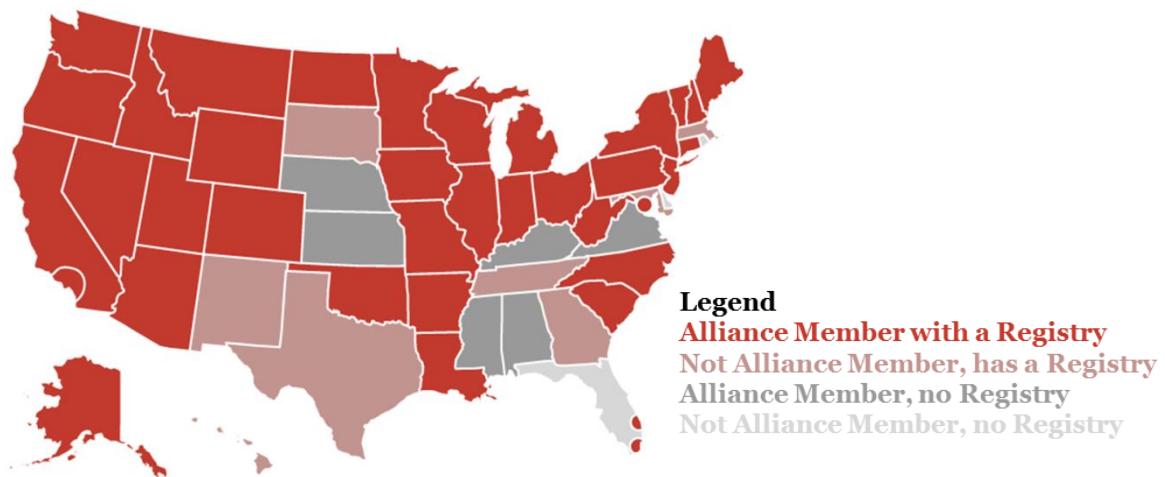 Legend
Alliance Member with a Registry
Not Alliance Member, has a Registry
Alliance Member, no Registry
Not Alliance Member, no Registry